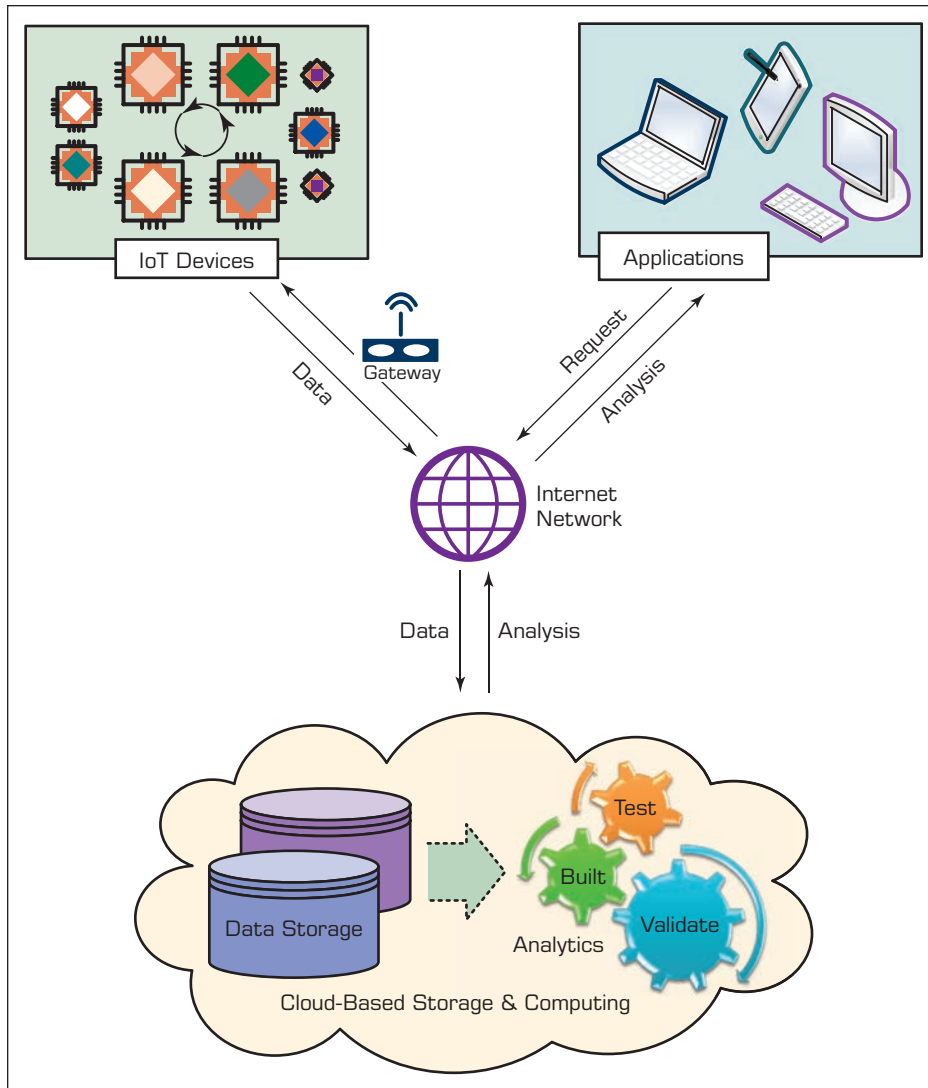 IoT Devices
Applications
Gateway
Data
Request
Analysis
Internet
Network
Data
Analysis
Test
Built
Validate
Data Storage
Analytics
Cloud-Based Storage & Computing